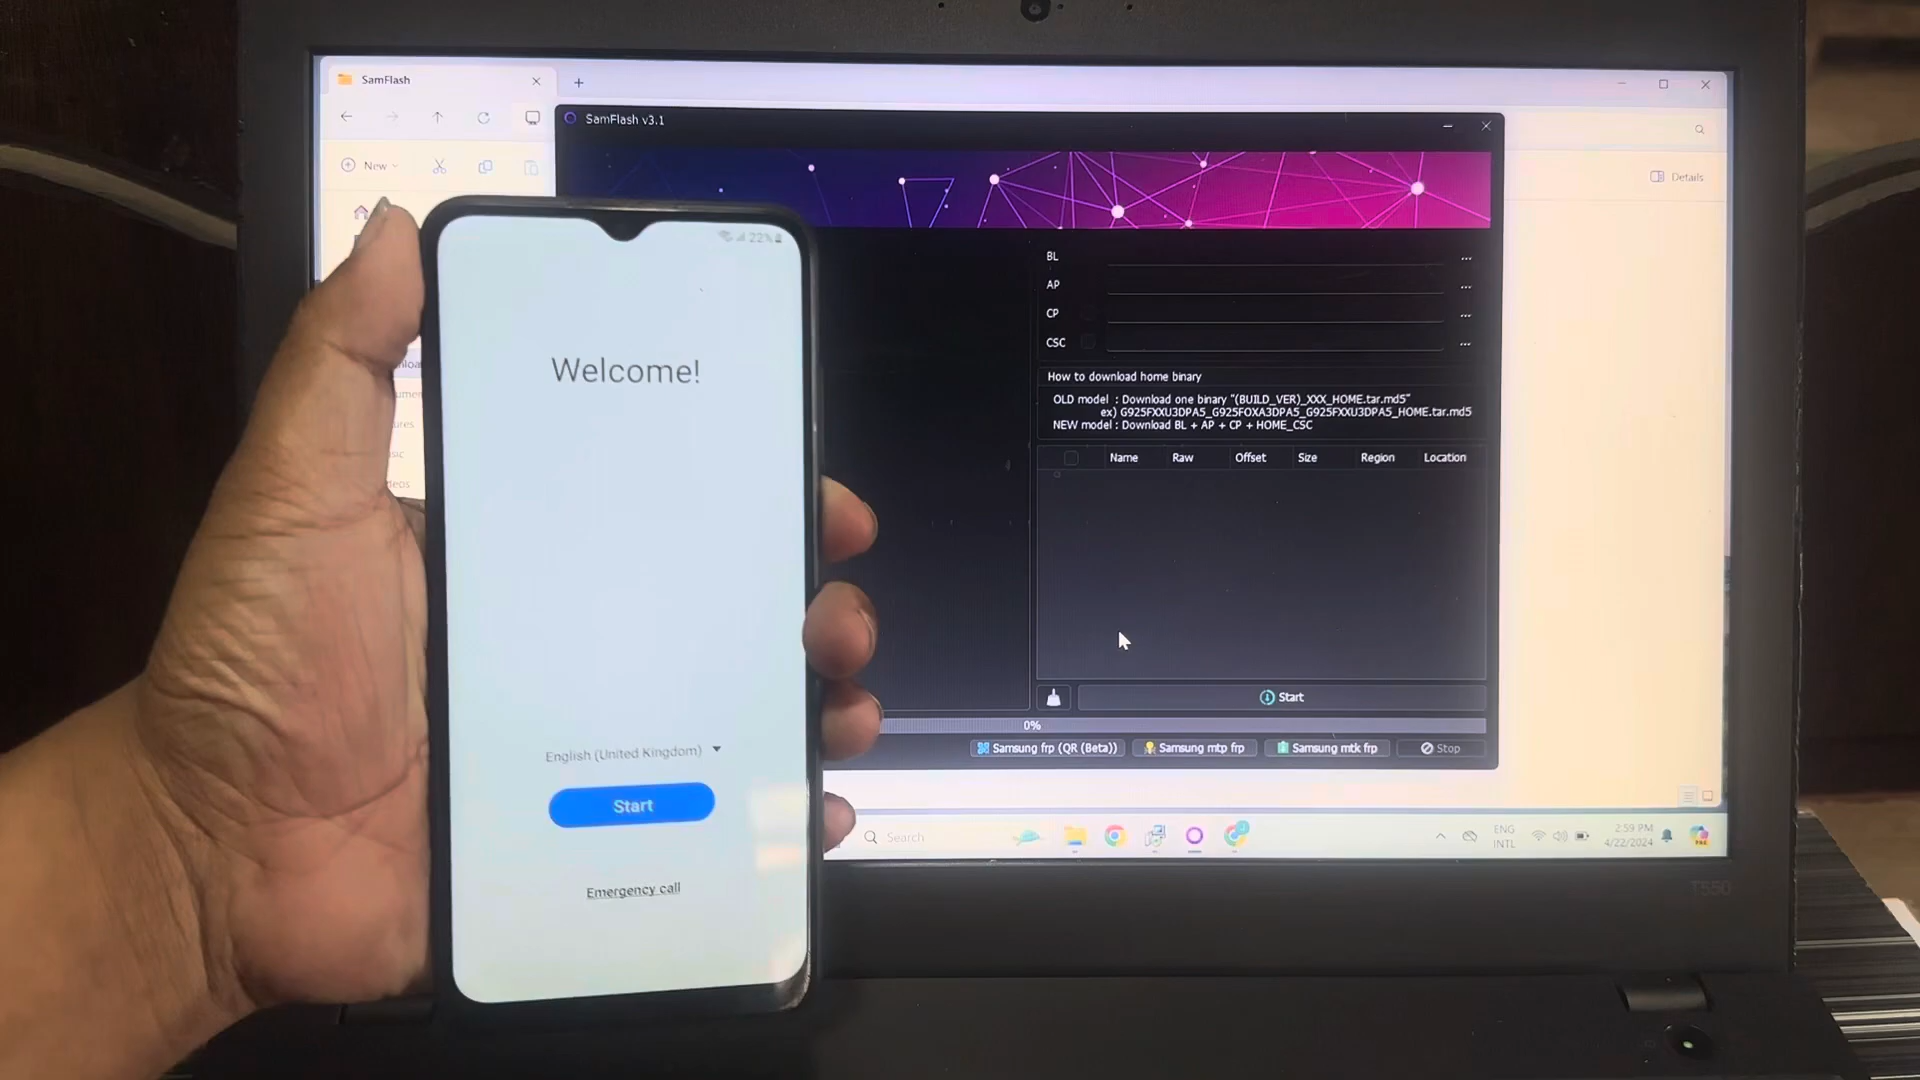 SamFlash
SamFlash v3.1
New
Details
22%
BL
AP
CP
CSC
How to download home binary
OLD model : Download one binary "(BUILD_VER)_XXX_HOME.tar.md5"
ex) G925FXXU3DPA5_G925FOXA3DPA5_G925FXXU3DPA5_HOME.tar.md5
NEW model : Download BL + AP + CP + HOME_CSC
Name Raw Offset Size Region Location
Start
0%
Samsung frp (QR (Beta)) Samsung mtp frp Samsung mtk frp Stop
Welcome!
English (United Kingdom)
Start
Emergency call
Search
ENG
INTL
2:59 PM
4/22/2024
T550